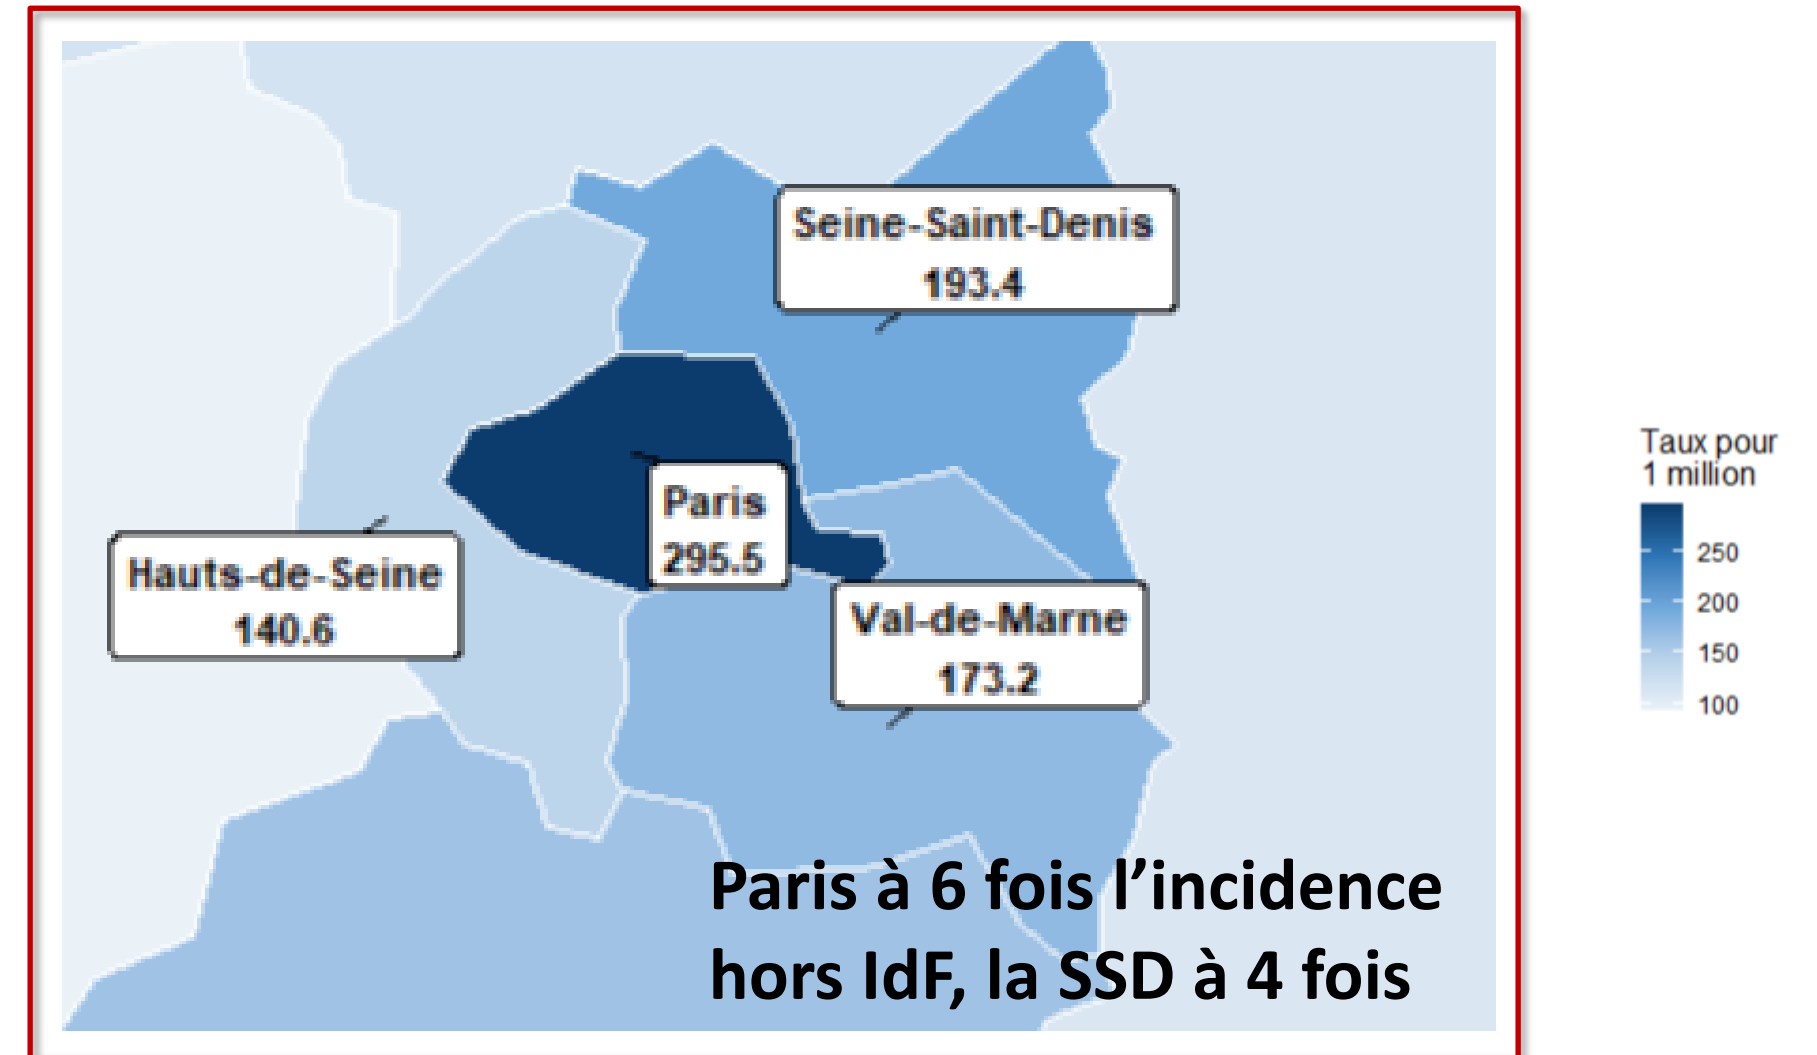 Seine-Saint-Denis
193.4
Paris
295.5
Hauts-de-Seine
140.6
Val-de-Marne
173.2
Paris à 6 fois l’incidence
hors IdF, la SSD à 4 fois
Taux pour
1 million
250
200
150
100